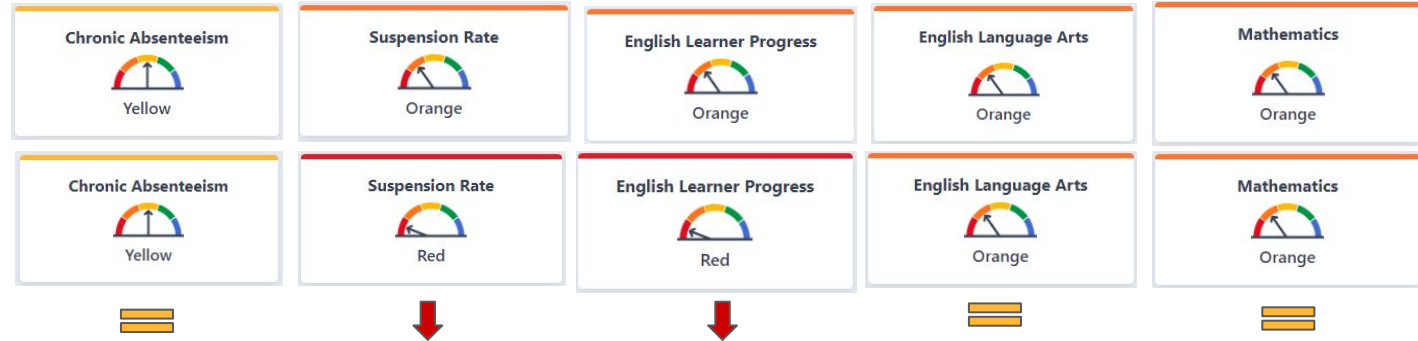 Chronic Absenteeism
Yellow
Suspension Rate
Orange
English Learner Progress
Orange
English Language Arts
Orange
Mathematics
Orange
Chronic Absenteeism
Yellow
Suspension Rate
Red
English Learner Progress
Red
English Language Arts
Orange
Mathematics
Orange